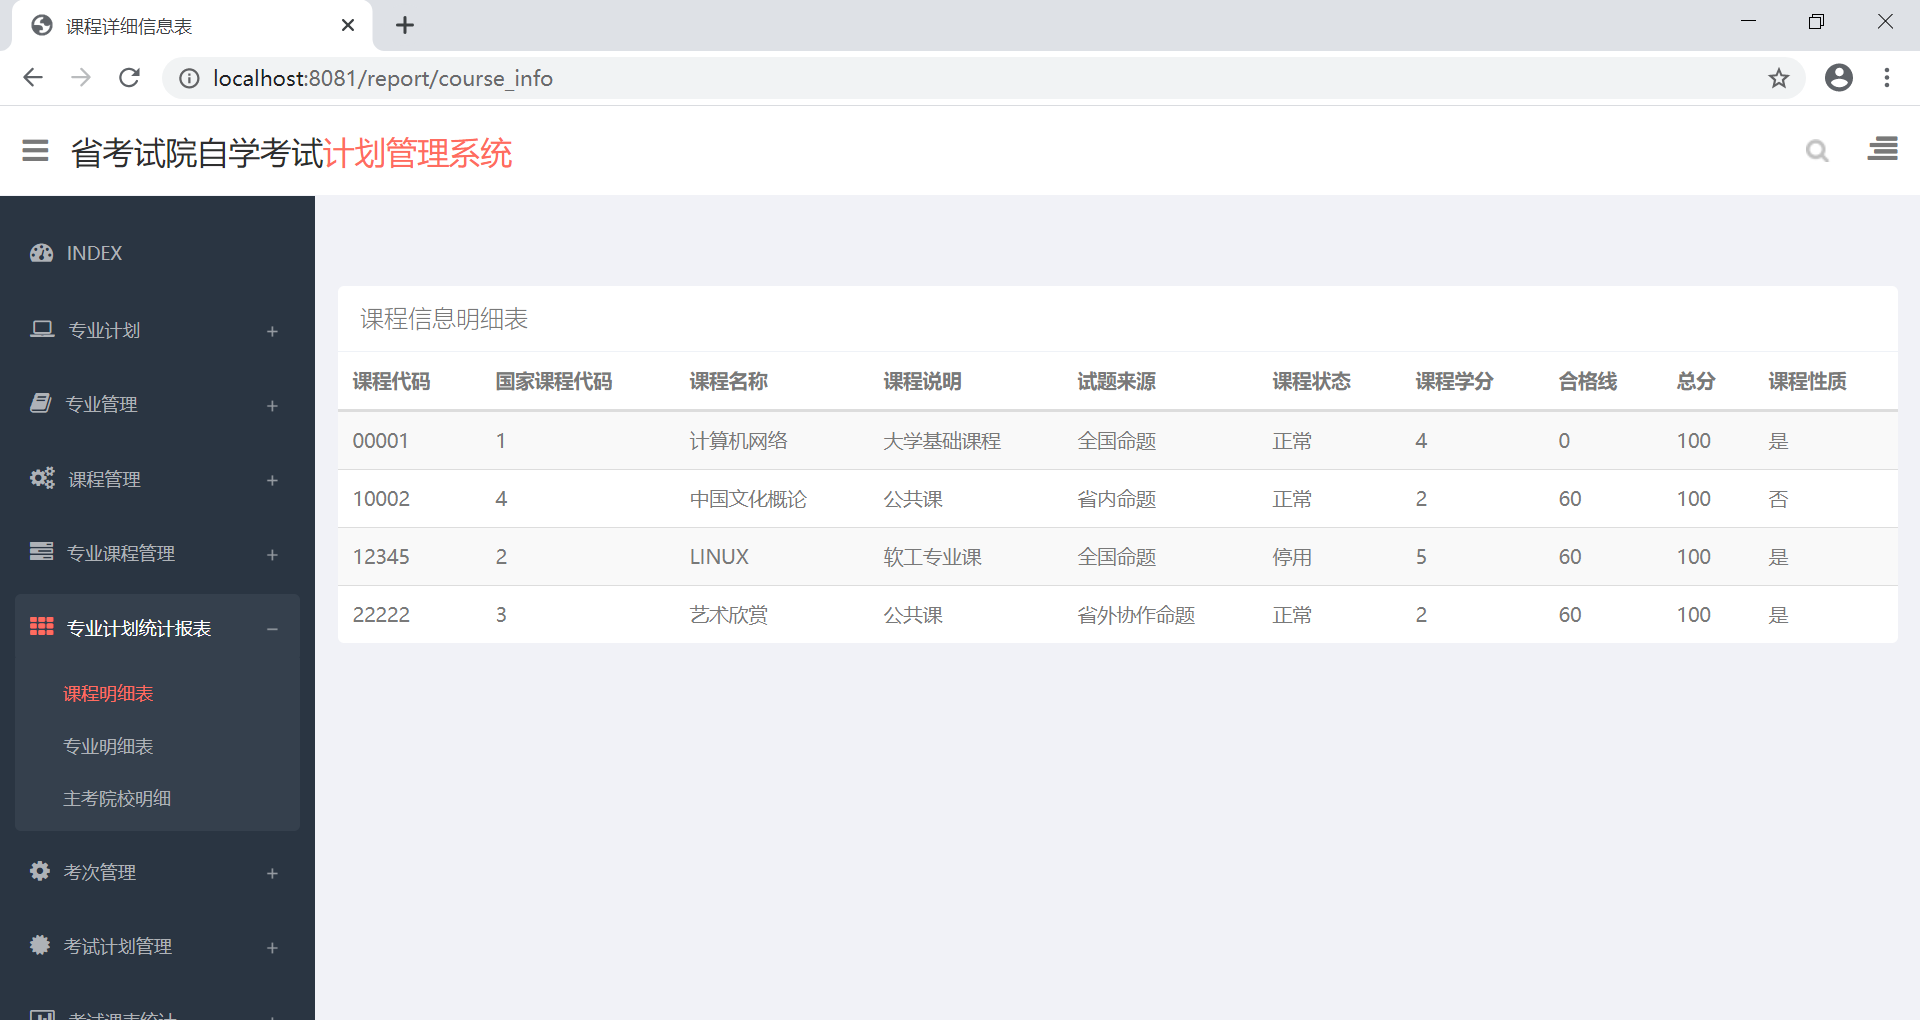 课程详细信息表
localhost:8081/report/course_info
省考试院自学考试计划管理系统
INDEX
专业计划 +
专业管理 +
课程管理 +
专业课程管理 +
专业计划统计报表 −
课程明细表
专业明细表
主考院校明细
考次管理 +
考试计划管理 +
考试课表统计
课程信息明细表
课程代码 国家课程代码 课程名称 课程说明 试题来源 课程状态 课程学分 合格线 总分 课程性质
00001 1 计算机网络 大学基础课程 全国命题 正常 4 0 100 是
10002 4 中国文化概论 公共课 省内命题 正常 2 60 100 否
12345 2 LINUX 软工专业课 全国命题 停用 5 60 100 是
22222 3 艺术欣赏 公共课 省外协作命题 正常 2 60 100 是